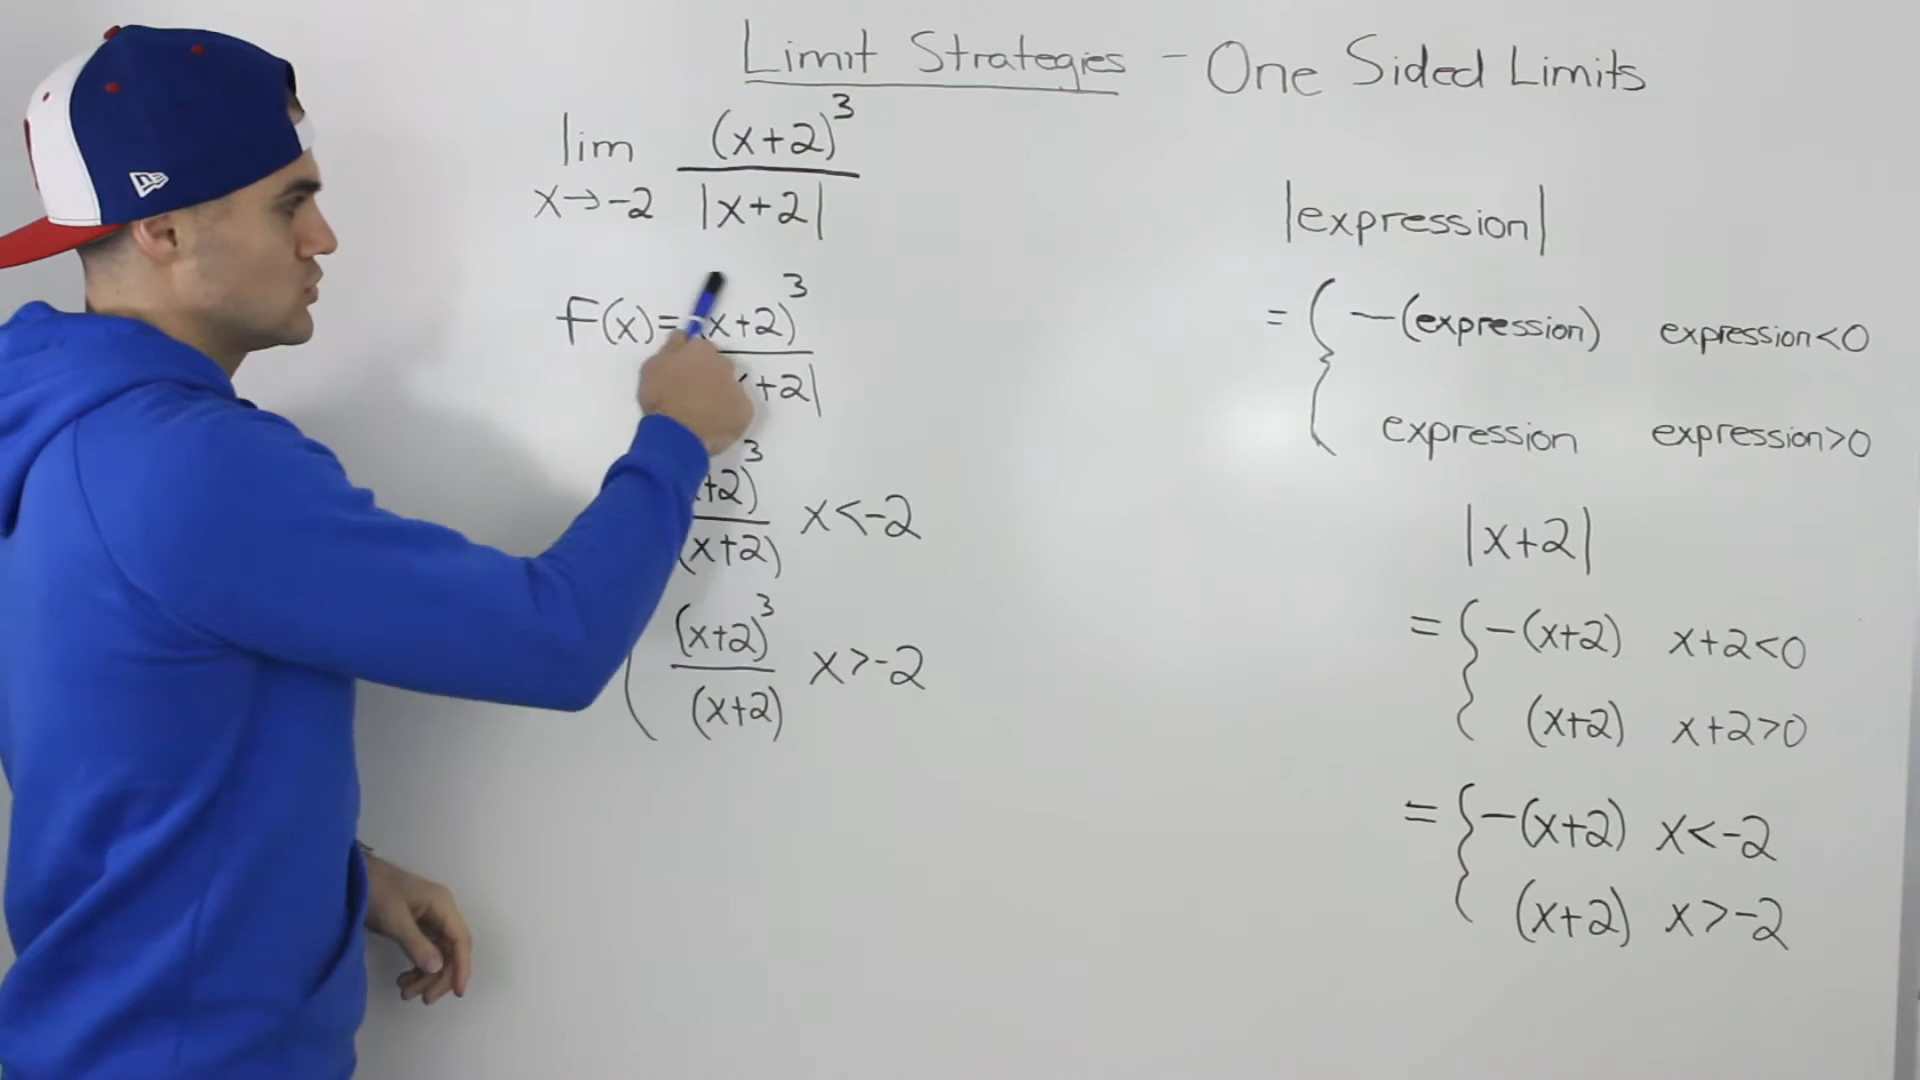 Limit Strategies - One Sided Limits
lim x→-2 (x+2)³ / |x+2|
F(x)= (x+2)³ / +2|
+2)³ / (x+2) x<-2
(x+2)³ / (x+2) x>-2
|expression|
= { -(expression) expression<0
expression expression>0
|x+2|
= { -(x+2) x+2<0
(x+2) x+2>0
= { -(x+2) x<-2
(x+2) x>-2